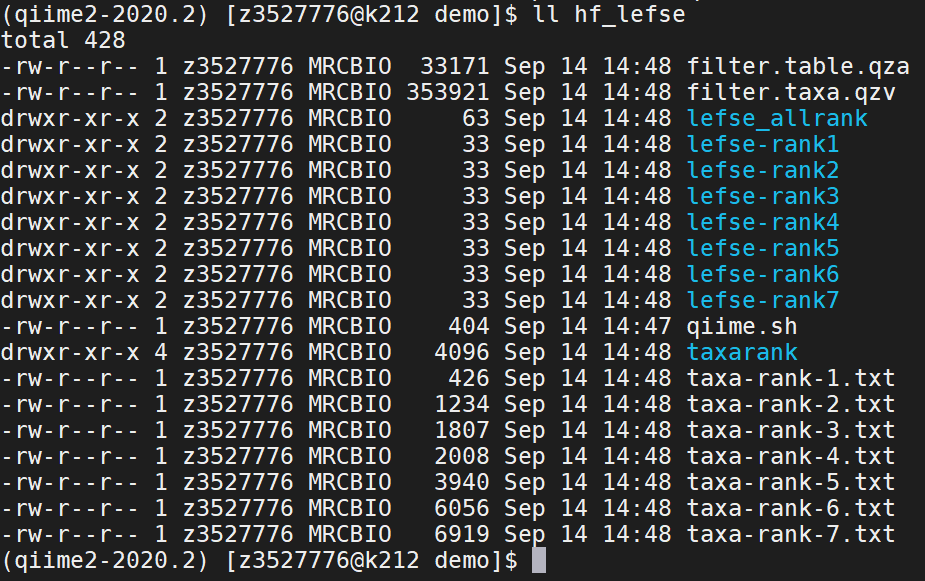 (qiime2-2020.2) [z3527776@k212 demo]$ ll hf_lefse
total 428
-rw-r--r-- 1 z3527776 MRCBIO  33171 Sep 14 14:48 filter.table.qza
-rw-r--r-- 1 z3527776 MRCBIO 353921 Sep 14 14:48 filter.taxa.qzv
drwxr-xr-x 2 z3527776 MRCBIO     63 Sep 14 14:48 lefse_allrank
drwxr-xr-x 2 z3527776 MRCBIO     33 Sep 14 14:48 lefse-rank1
drwxr-xr-x 2 z3527776 MRCBIO     33 Sep 14 14:48 lefse-rank2
drwxr-xr-x 2 z3527776 MRCBIO     33 Sep 14 14:48 lefse-rank3
drwxr-xr-x 2 z3527776 MRCBIO     33 Sep 14 14:48 lefse-rank4
drwxr-xr-x 2 z3527776 MRCBIO     33 Sep 14 14:48 lefse-rank5
drwxr-xr-x 2 z3527776 MRCBIO     33 Sep 14 14:48 lefse-rank6
drwxr-xr-x 2 z3527776 MRCBIO     33 Sep 14 14:48 lefse-rank7
-rw-r--r-- 1 z3527776 MRCBIO    404 Sep 14 14:47 qiime.sh
drwxr-xr-x 4 z3527776 MRCBIO   4096 Sep 14 14:48 taxarank
-rw-r--r-- 1 z3527776 MRCBIO    426 Sep 14 14:48 taxa-rank-1.txt
-rw-r--r-- 1 z3527776 MRCBIO   1234 Sep 14 14:48 taxa-rank-2.txt
-rw-r--r-- 1 z3527776 MRCBIO   1807 Sep 14 14:48 taxa-rank-3.txt
-rw-r--r-- 1 z3527776 MRCBIO   2008 Sep 14 14:48 taxa-rank-4.txt
-rw-r--r-- 1 z3527776 MRCBIO   3940 Sep 14 14:48 taxa-rank-5.txt
-rw-r--r-- 1 z3527776 MRCBIO   6056 Sep 14 14:48 taxa-rank-6.txt
-rw-r--r-- 1 z3527776 MRCBIO   6919 Sep 14 14:48 taxa-rank-7.txt
(qiime2-2020.2) [z3527776@k212 demo]$